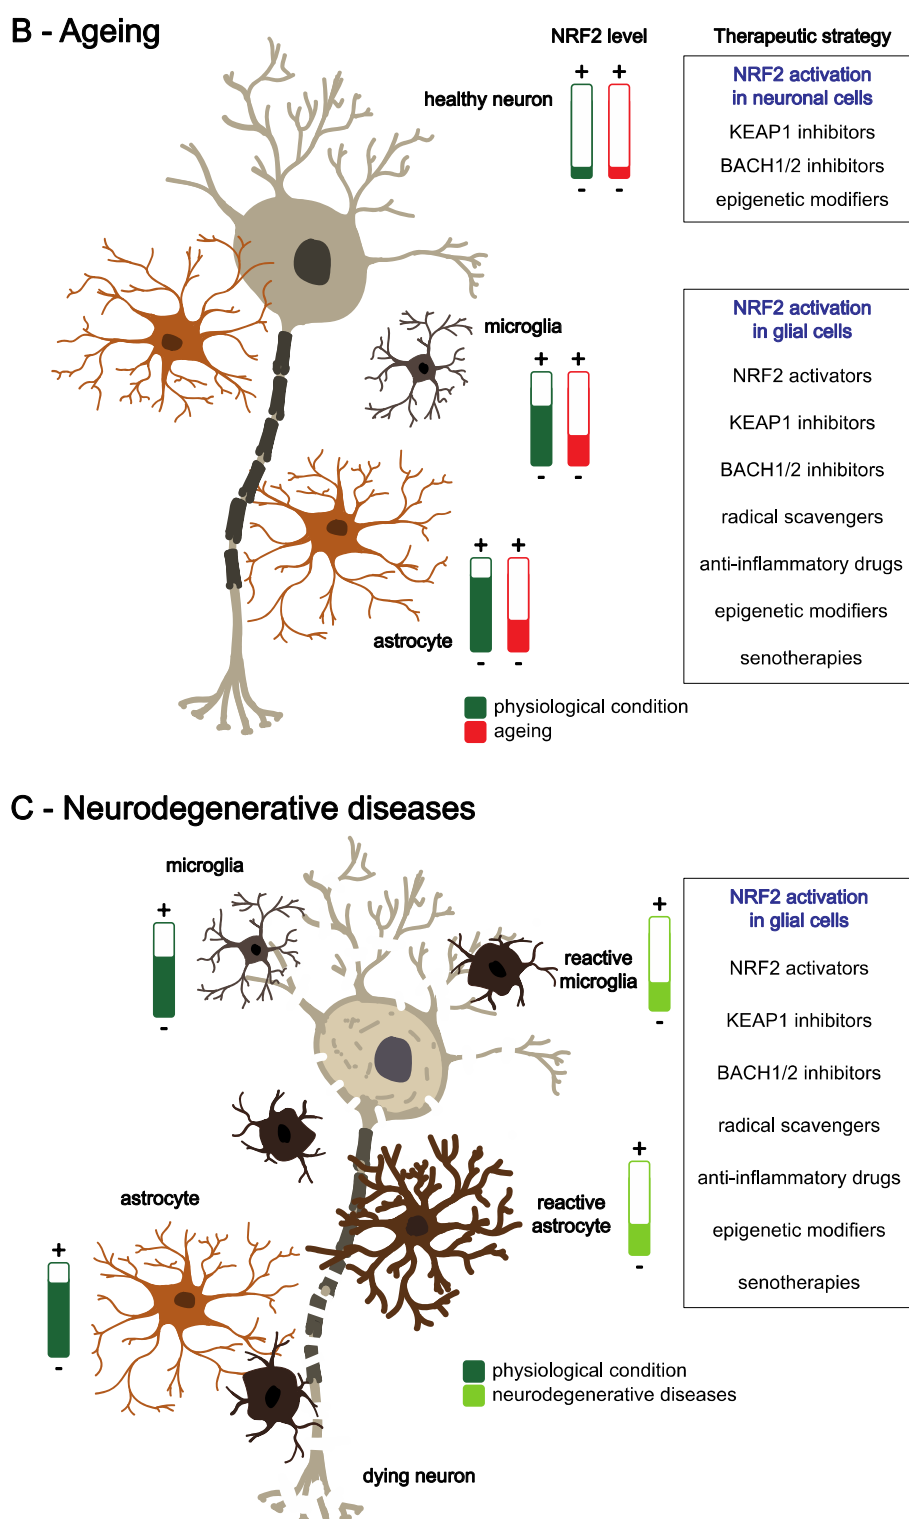 B - Ageing
NRF2 level
Therapeutic strategy
healthy neuron
+ +
- -
NRF2 activation
in neuronal cells
KEAP1 inhibitors
BACH1/2 inhibitors
epigenetic modifiers
microglia
+ +
- -
astrocyte
+ +
- -
NRF2 activation
in glial cells
NRF2 activators
KEAP1 inhibitors
BACH1/2 inhibitors
radical scavengers
anti-inflammatory drugs
epigenetic modifiers
senotherapies
physiological condition
ageing
C - Neurodegenerative diseases
microglia
+
-
reactive
microglia
+
-
astrocyte
+
-
reactive
astrocyte
+
-
NRF2 activation
in glial cells
NRF2 activators
KEAP1 inhibitors
BACH1/2 inhibitors
radical scavengers
anti-inflammatory drugs
epigenetic modifiers
senotherapies
physiological condition
neurodegenerative diseases
dying neuron